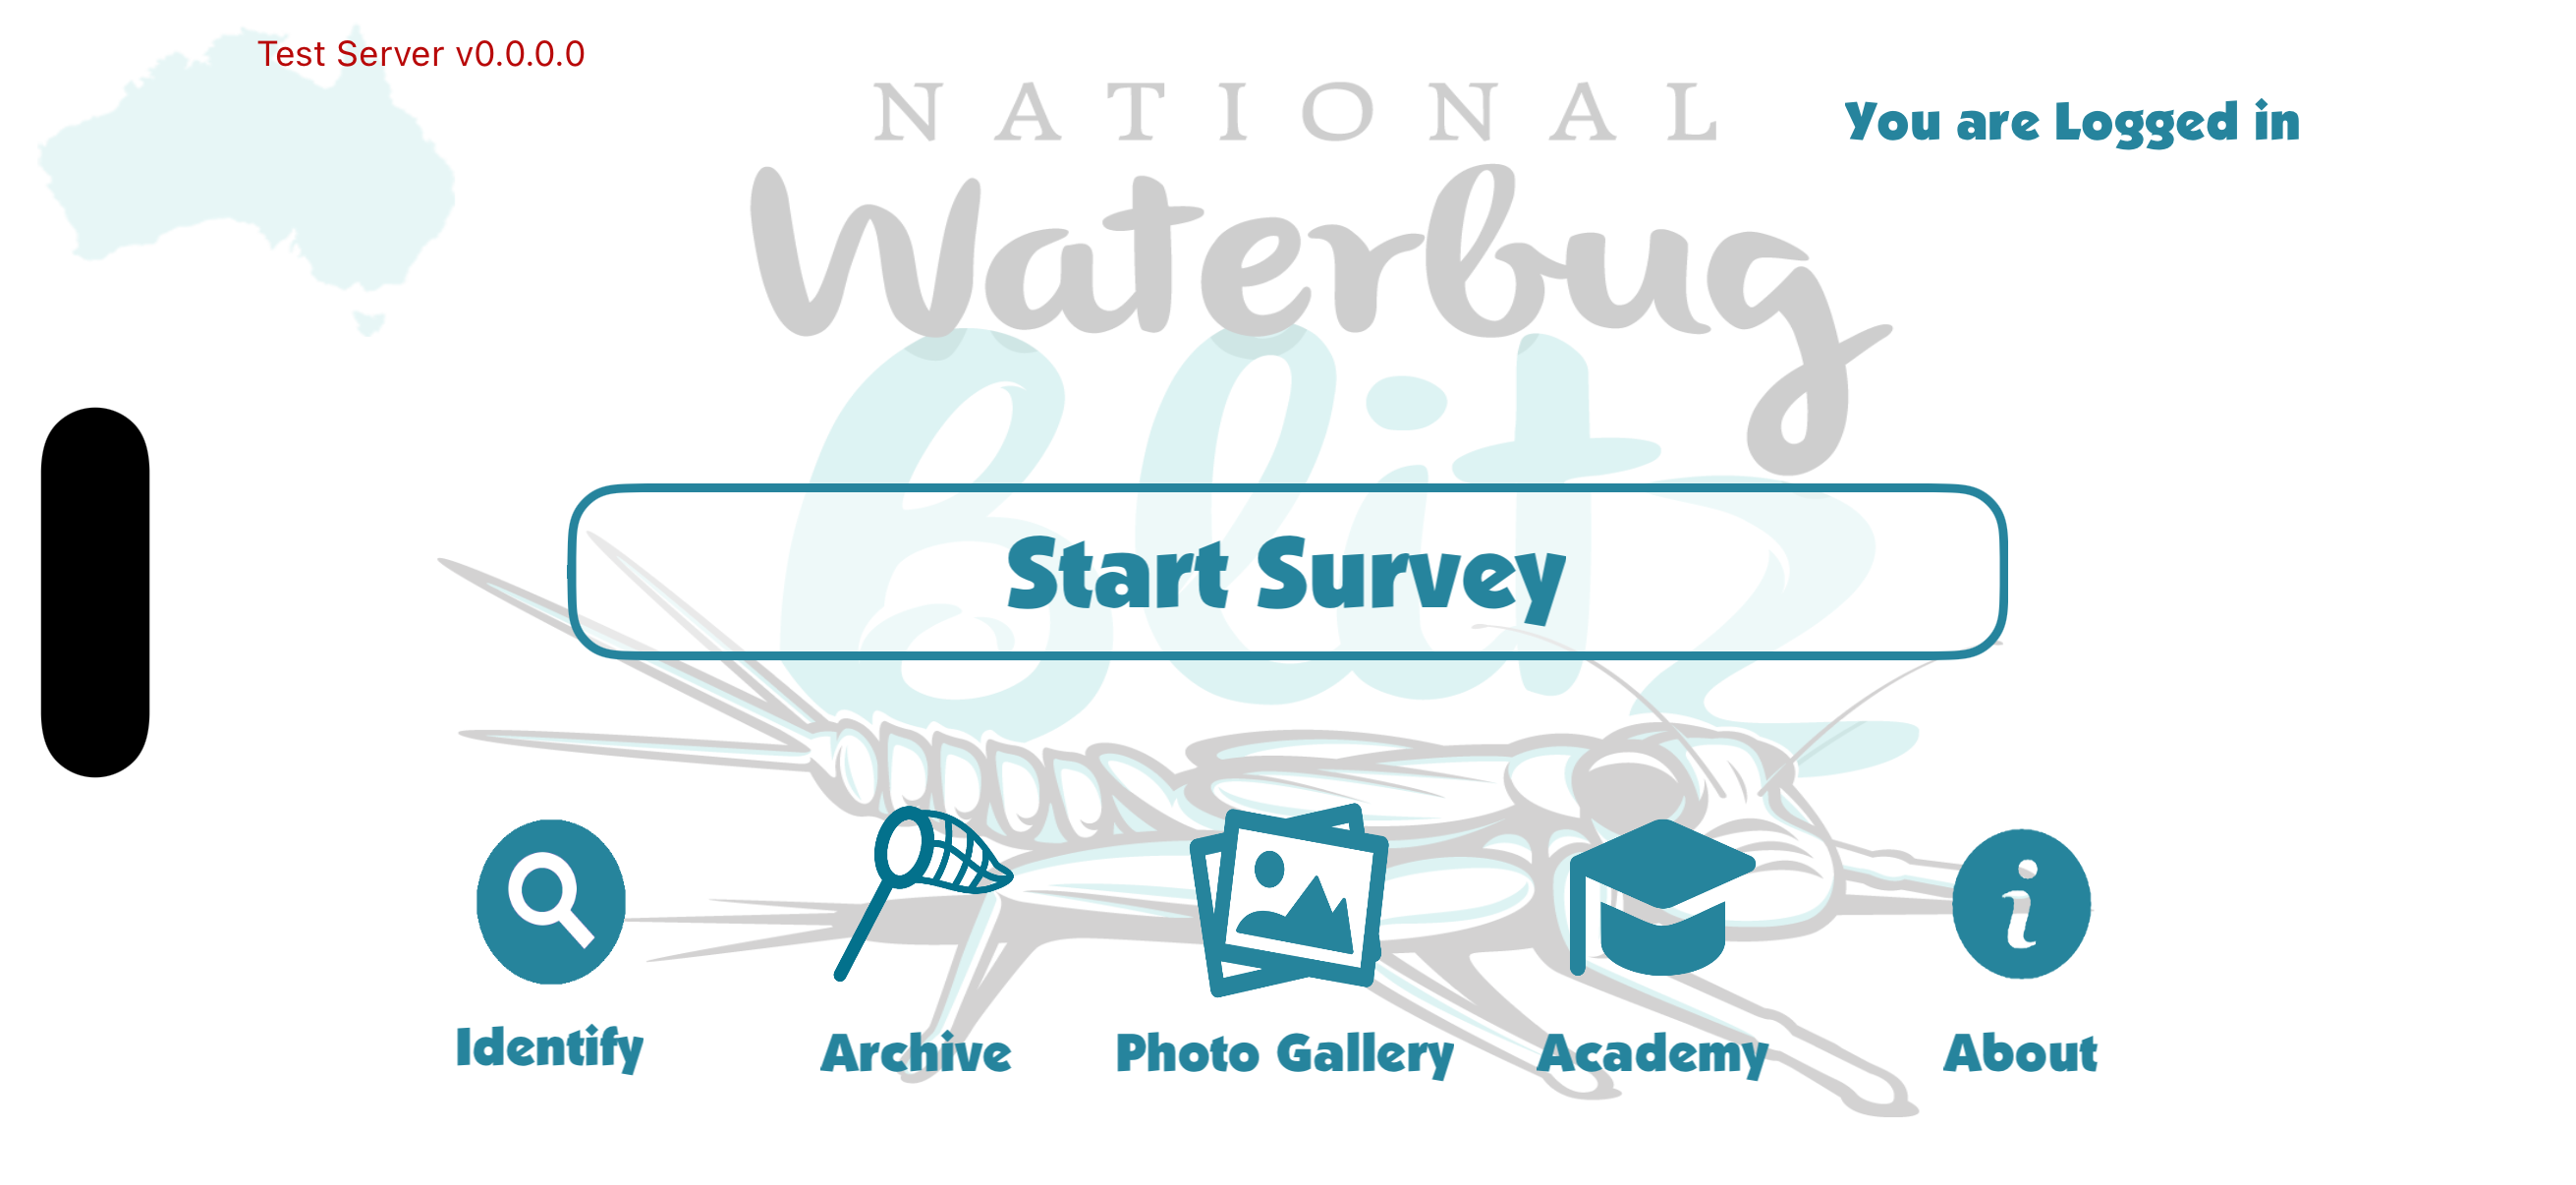 Test Server v0.0.0.0
NATIONAL
You are Logged in
Waterbug
Blitz
Start Survey
Identify
Archive
Photo Gallery
Academy
About